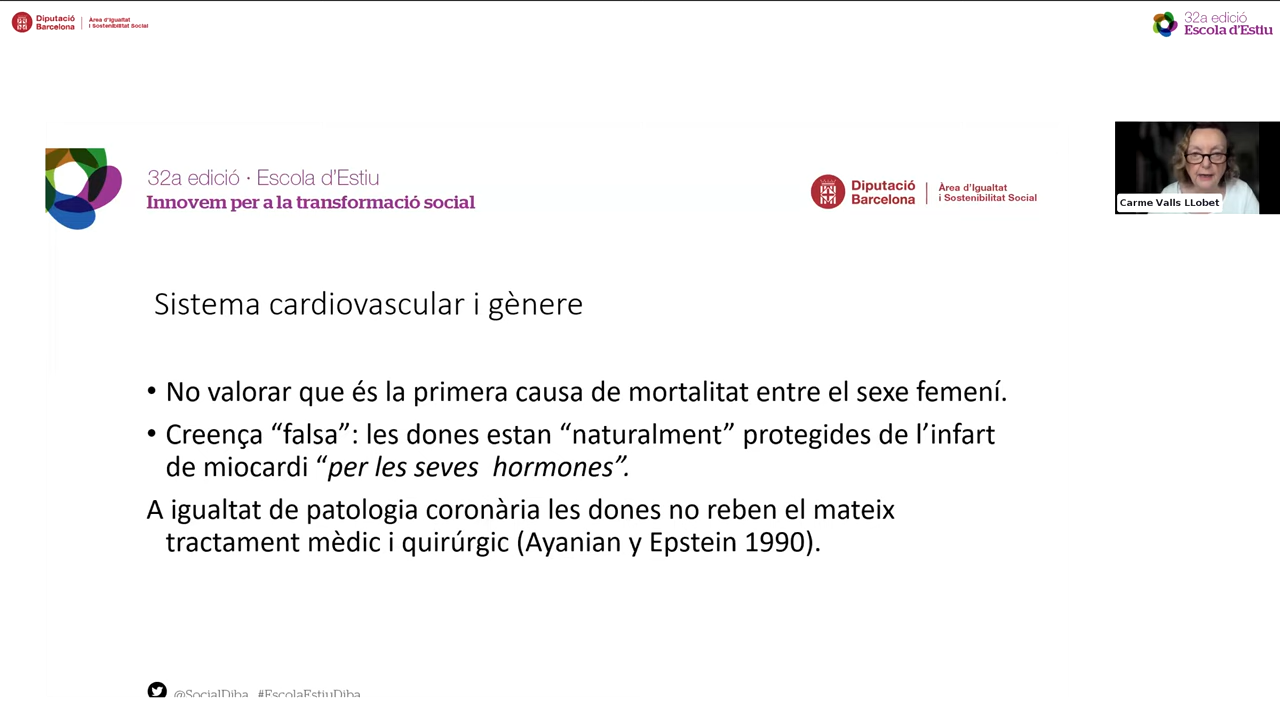 Diputació
Barcelona
Àrea d'Igualtat
i Sostenibilitat Social
32a edició
Escola d'Estiu
32a edició · Escola d'Estiu
Innovem per a la transformació social
Diputació
Barcelona
Àrea d'Igualtat
i Sostenibilitat Social
Carme Valls LLobet
Sistema cardiovascular i gènere
• No valorar que és la primera causa de mortalitat entre el sexe femení.
• Creença “falsa”: les dones estan “naturalment” protegides de l’infart
de miocardi “per les seves  hormones”.
A igualtat de patologia coronària les dones no reben el mateix
tractament mèdic i quirúrgic (Ayanian y Epstein 1990).
@SocialDiba #EscolaEstiuDiba